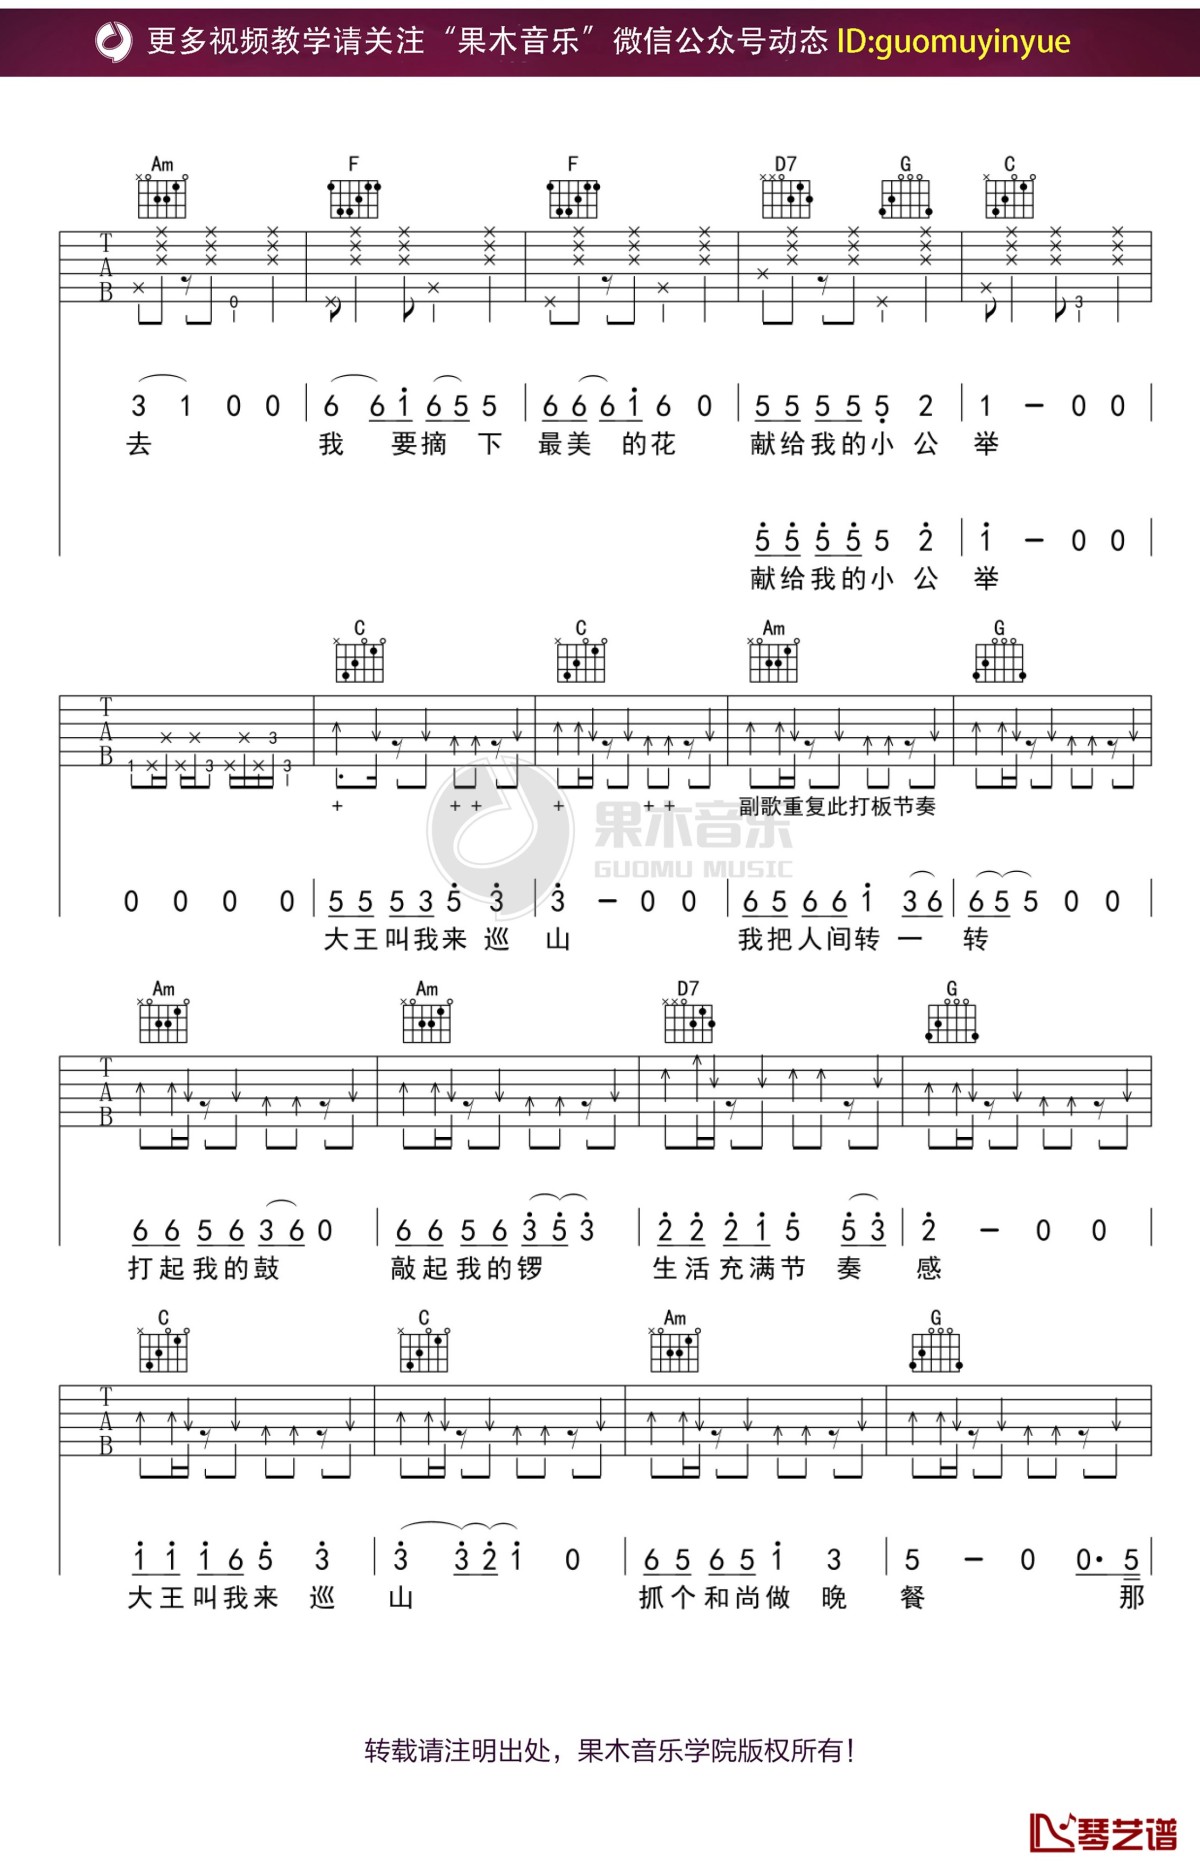 更多视频教学请关注“果木音乐”微信公众号动态 ID:guomuyinyue
Am F F D7 G C
T
A
B
0 3
3 1 0 0 | 6 6 1 6 5 5 | 6 6 6 1 6 0 | 5 5 5 5 5 2 | 1 – 0 0 |
去 我 要摘 下 最美 的花 献给我的小 公 举
5 5 5 5 5 2 | 1 – 0 0 |
献给我的小 公 举
C C Am G
T
A
B
1 3 3 3
+ + + + + + 副歌重复此打板节奏
果木音乐
GUOMU MUSIC
0 0 0 0 | 5 5 5 3 5 3 | 3 – 0 0 | 6 5 6 6 1 3 6 | 6 5 5 0 0 |
大王叫我来 巡 山 我把人间转 一 转
Am Am D7 G
T
A
B
6 6 5 6 3 6 0 | 6 6 5 6 3 5 3 | 2 2 2 1 5 5 3 | 2 – 0 0 |
打起我的鼓 敲起我的锣 生活充满节 奏 感
C C Am G
T
A
B
1 1 1 6 5 3 | 3 3 2 1 0 | 6 5 6 5 1 3 | 5 – 0 0· 5 |
大王叫我来 巡 山 抓个和尚做 晚 餐 那
转载请注明出处，果木音乐学院版权所有！
琴艺谱